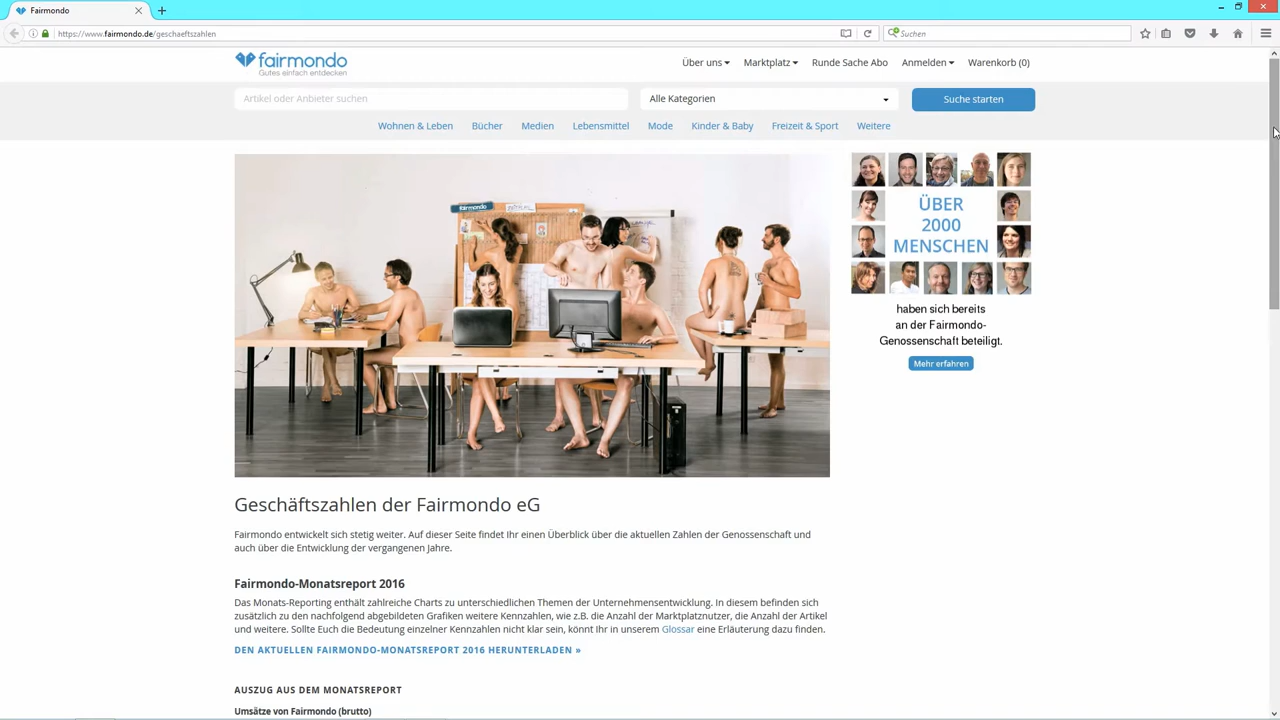 Fairmondo
https://www.fairmondo.de/geschaeftszahlen
Suchen
fairmondo
Gutes einfach entdecken
Über uns
Marktplatz
Runde Sache Abo
Anmelden
Warenkorb (0)
Artikel oder Anbieter suchen
Alle Kategorien
Suche starten
Wohnen & Leben
Bücher
Medien
Lebensmittel
Mode
Kinder & Baby
Freizeit & Sport
Weitere
fairmondo
ÜBER
2000
MENSCHEN
haben sich bereits
an der Fairmondo-
Genossenschaft beteiligt.
Mehr erfahren
Geschäftszahlen der Fairmondo eG
Fairmondo entwickelt sich stetig weiter. Auf dieser Seite findet Ihr einen Überblick über die aktuellen Zahlen der Genossenschaft und
auch über die Entwicklung der vergangenen Jahre.
Fairmondo-Monatsreport 2016
Das Monats-Reporting enthält zahlreiche Charts zu unterschiedlichen Themen der Unternehmensentwicklung. In diesem befinden sich
zusätzlich zu den nachfolgend abgebildeten Grafiken weitere Kennzahlen, wie z.B. die Anzahl der Marktplatznutzer, die Anzahl der Artikel
und weitere. Sollte Euch die Bedeutung einzelner Kennzahlen nicht klar sein, könnt Ihr in unserem Glossar eine Erläuterung dazu finden.
DEN AKTUELLEN FAIRMONDO-MONATSREPORT 2016 HERUNTERLADEN »
AUSZUG AUS DEM MONATSREPORT
Umsätze von Fairmondo (brutto)